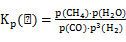 Kₚ(⍰) = p(CH₄)·p(H₂O) / p(CO)·p³(H₂)